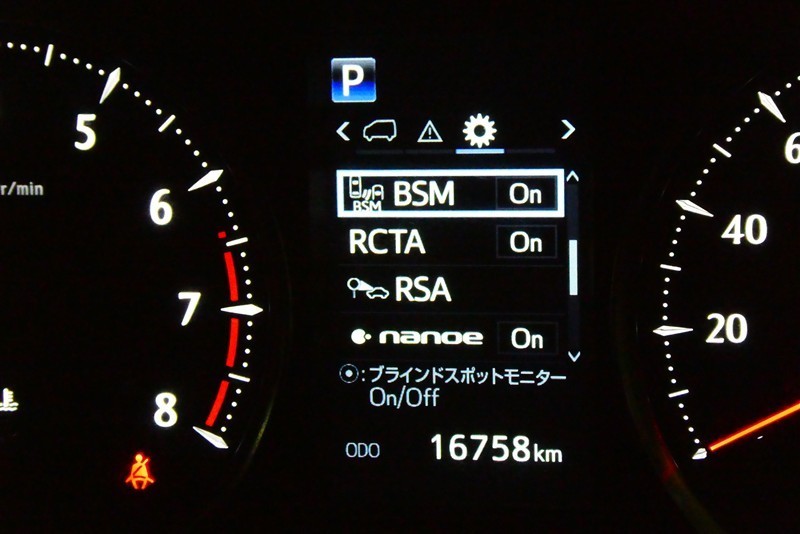 P
5
6
7
8
r/min
BSM BSM On
RCTA On
RSA
nanoe On
:ブラインドスポットモニター
On/Off
ODO 16758km
6
40
20